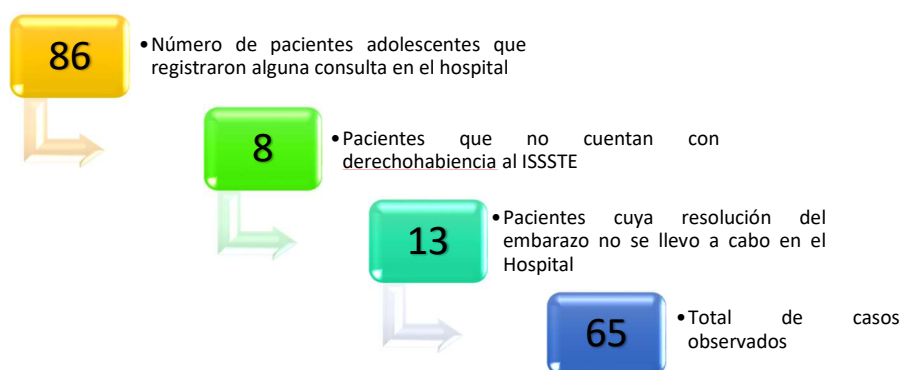 86
•Número de pacientes adolescentes que
registraron alguna consulta en el hospital
8
•Pacientes que no cuentan con
derechohabiencia al ISSSTE
13
•Pacientes cuya resolución del
embarazo no se llevo a cabo en el
Hospital
65
•Total de casos
observados